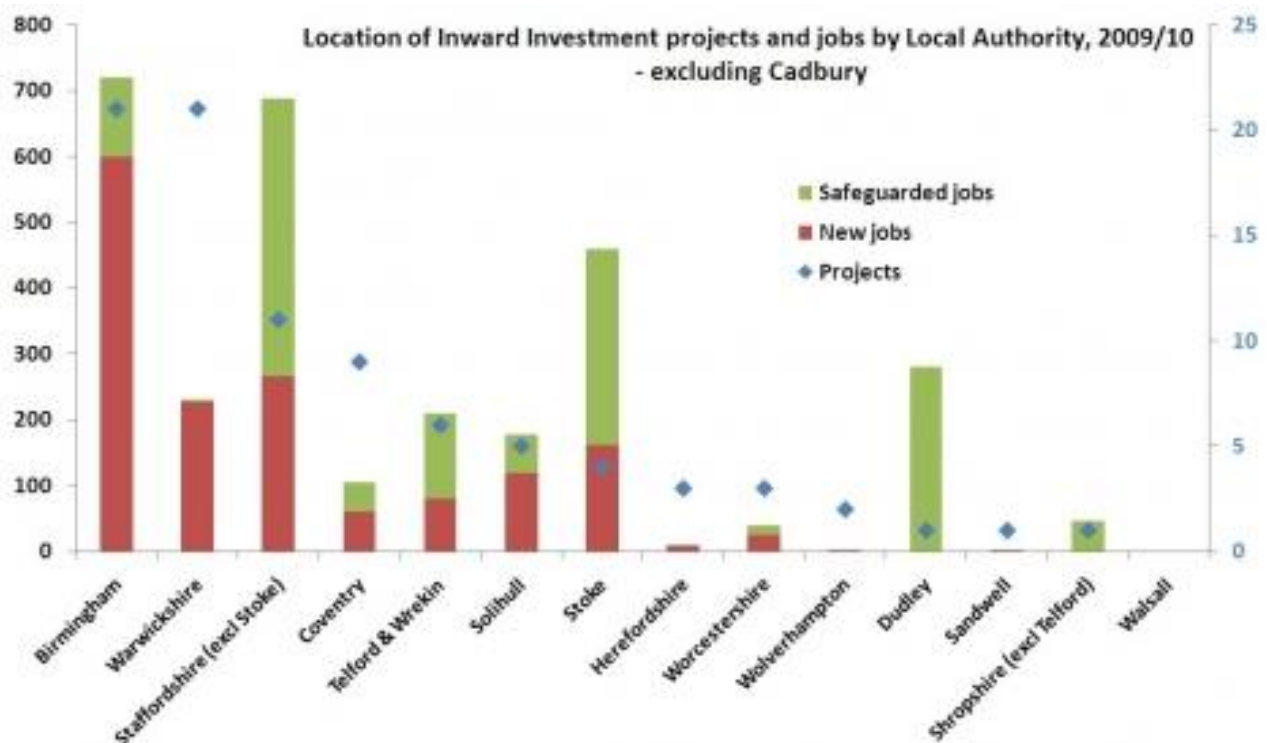 Location of Inward Investment projects and jobs by Local Authority, 2009/10
- excluding Cadbury
800
700
600
500
400
300
200
100
0
25
20
15
10
5
0
Safeguarded jobs
New jobs
Projects
Birmingham
Warwickshire
Staffordshire (excl Stoke)
Coventry
Telford & Wrekin
Solihull
Stoke
Herefordshire
Worcestershire
Wolverhampton
Dudley
Sandwell
Shropshire (excl Telford)
Walsall